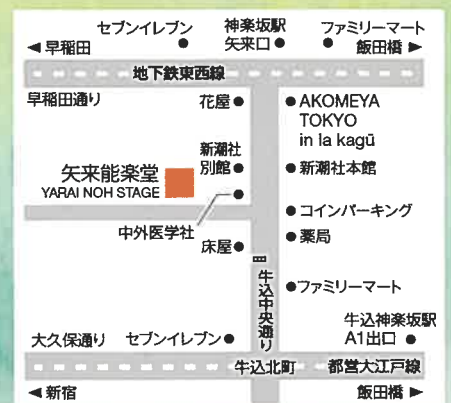 セブンイレブン
神楽坂駅
矢来口
ファミリーマート
◀ 早稲田
飯田橋 ▶
地下鉄東西線
早稲田通り
花屋
AKOMEYA
TOKYO
in la kagū
新潮社
別館
新潮社本館
矢来能楽堂
YARAI NOH STAGE
中外医学社
コインパーキング
薬局
床屋
牛込中央通り
ファミリーマート
牛込神楽坂駅
A1出口
大久保通り
セブンイレブン
牛込北町
都営大江戸線
◀ 新宿
飯田橋 ▶